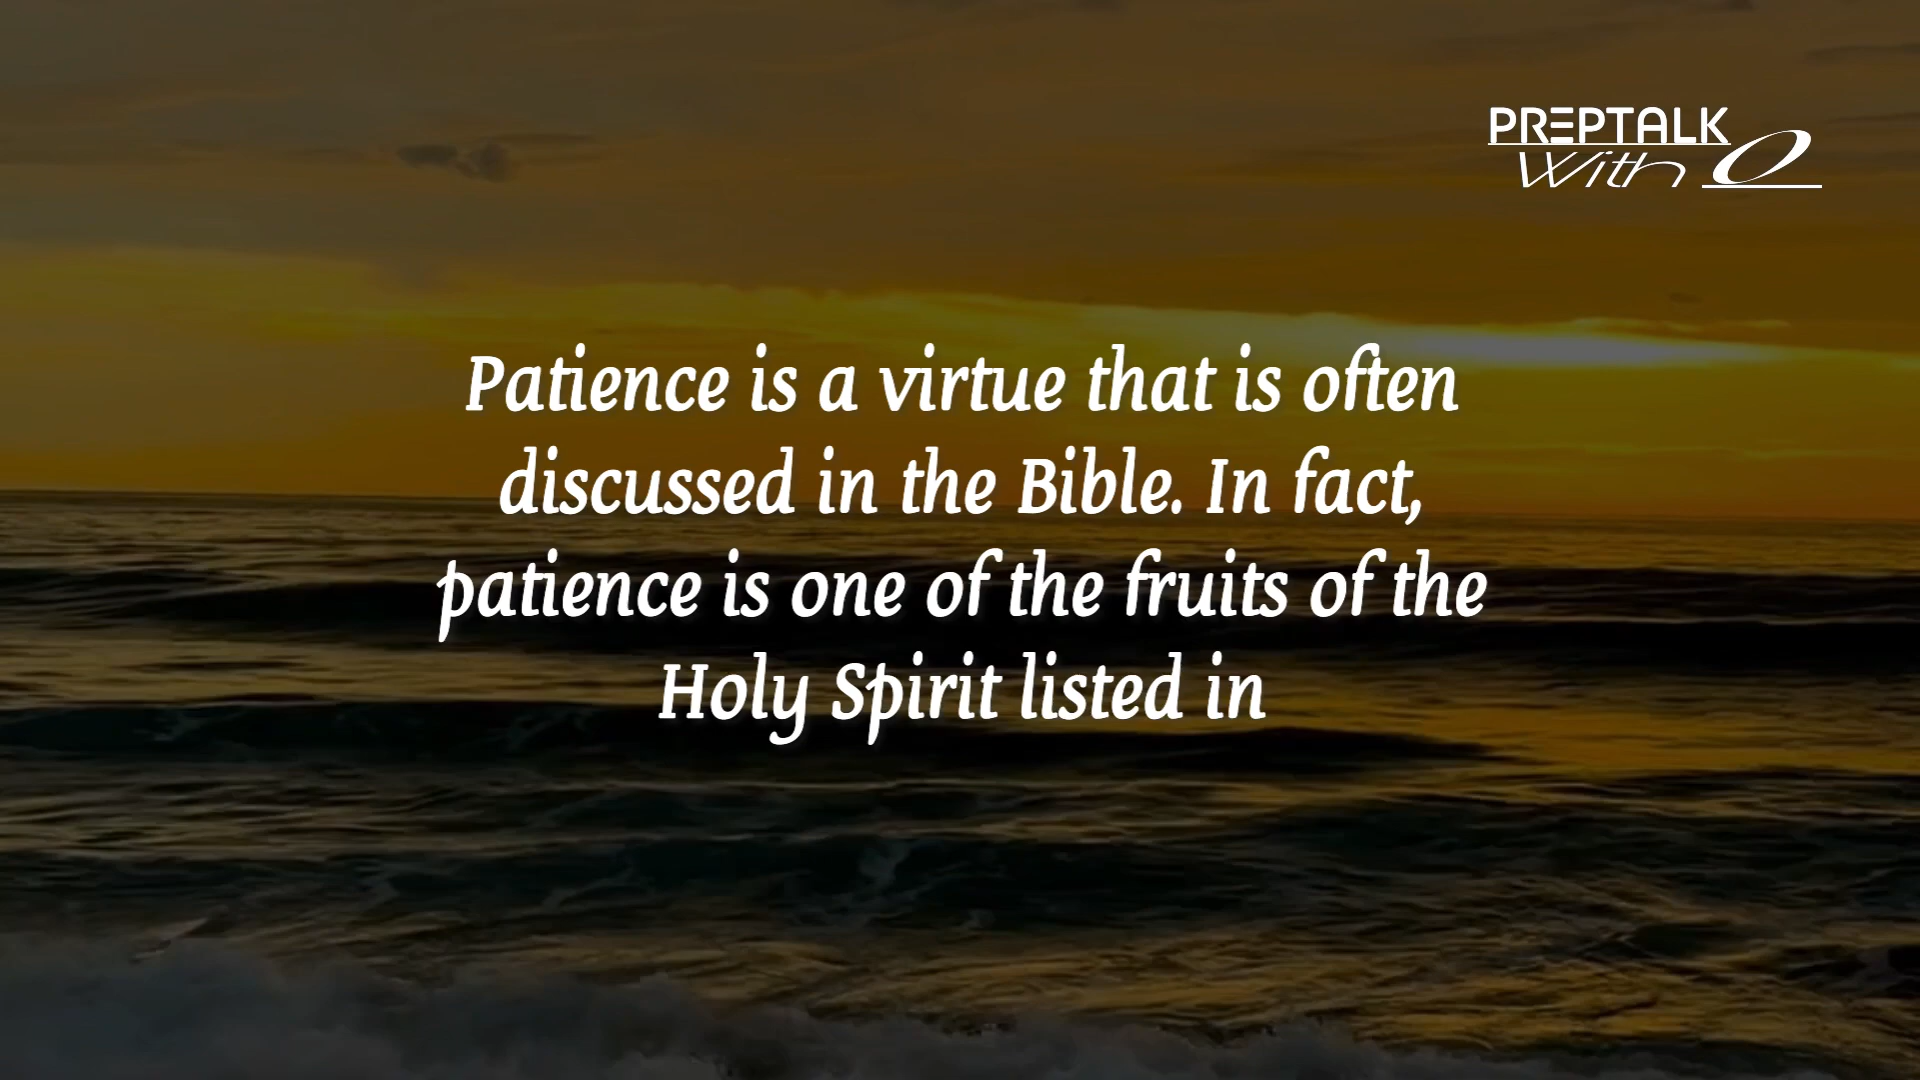 PREPTALK
With O
Patience is a virtue that is often
discussed in the Bible. In fact,
patience is one of the fruits of the
Holy Spirit listed in